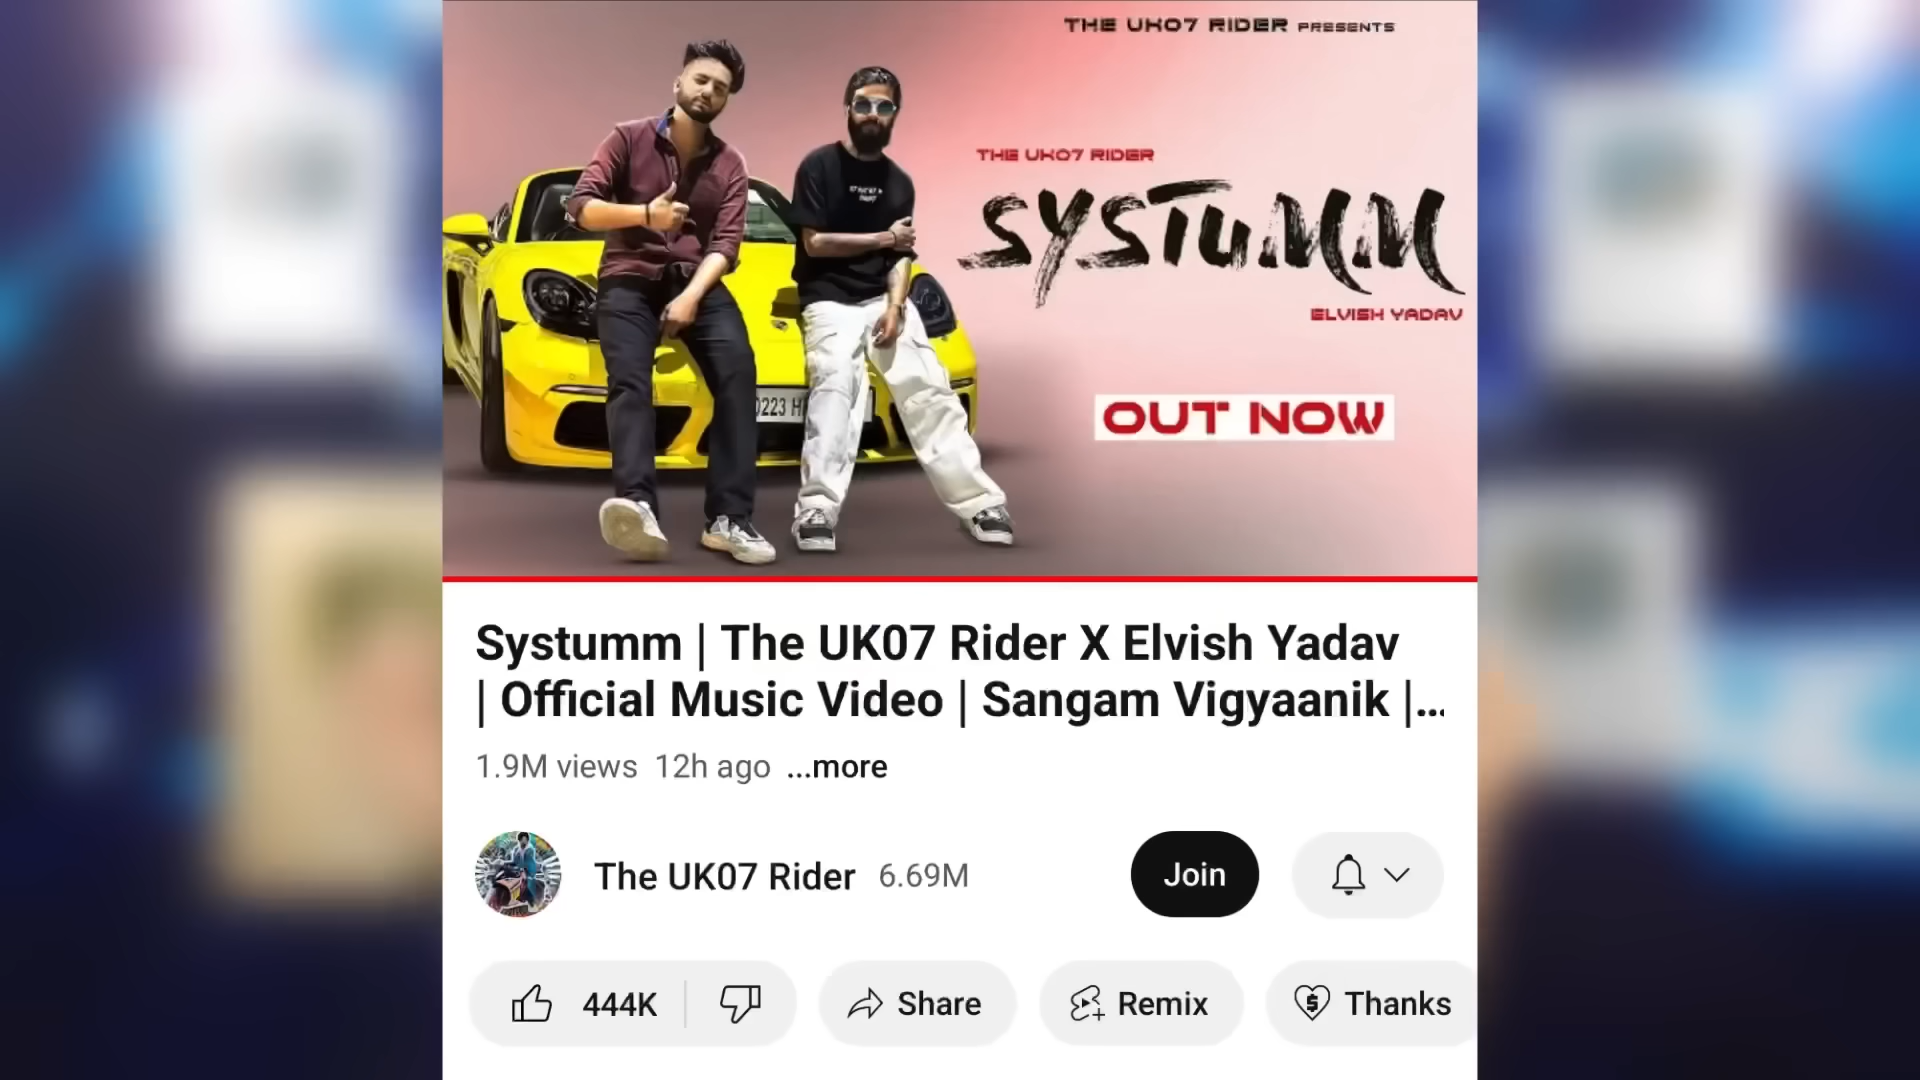 THE UK07 RIDER PRESENTS
THE UK07 RIDER
SYSTUMM
ELVISH YADAV
OUT NOW
Systumm | The UK07 Rider X Elvish Yadav
| Official Music Video | Sangam Vigyaanik |...
1.9M views 12h ago ...more
The UK07 Rider 6.69M
Join
444K
Share
Remix
Thanks